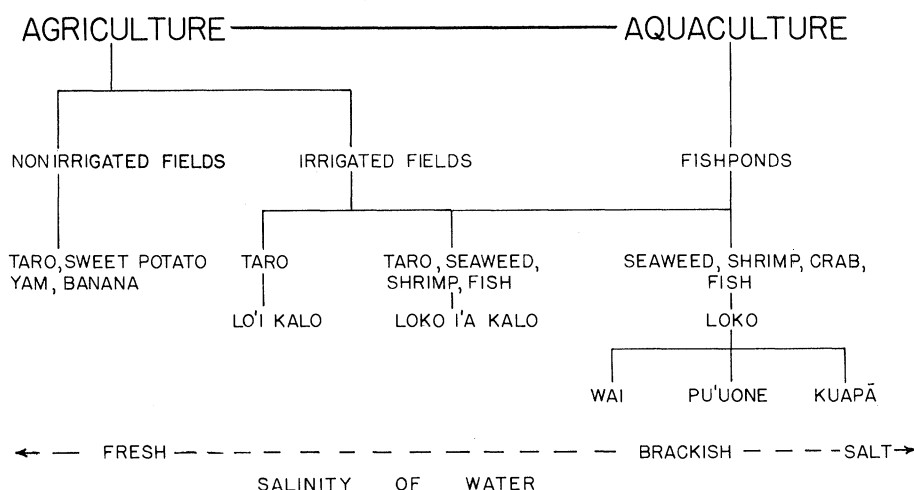 AGRICULTURE AQUACULTURE
NONIRRIGATED FIELDS IRRIGATED FIELDS FISHPONDS
TARO, SWEET POTATO TARO TARO, SEAWEED, SEAWEED, SHRIMP, CRAB,
YAM, BANANA SHRIMP, FISH FISH
LO'I KALO LOKO I'A KALO LOKO
WAI PU'UONE KUAPĀ
FRESH BRACKISH SALT
SALINITY OF WATER